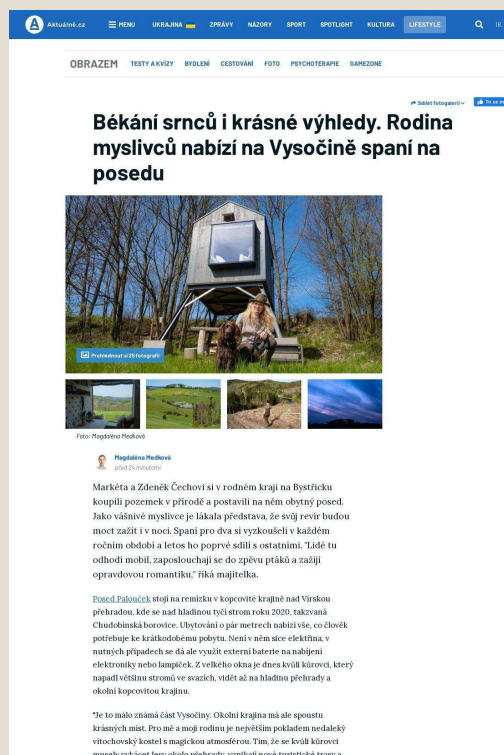 Aktuálně.cz MENU UKRAJINA ZPRÁVY NÁZORY SPORT SPOTLIGHT KULTURA LIFESTYLE
OBRAZEM TESTY A KVÍZY BYDLENÍ CESTOVÁNÍ FOTO PSYCHOTERAPIE GAMEZONE
Sdílet fotogalerii
Békání srnců i krásné výhledy. Rodina
myslivců nabízí na Vysočině spaní na
posedu
Prohlédnout si 25 fotografií
Foto: Magdaléna Medková
Magdaléna Medková
před 24 minutami
Markéta a Zdeněk Čechovi si v rodném kraji na Bystřicku
koupili pozemek v přírodě a postavili na něm obytný posed.
Jako vášnivé myslivce je lákala představa, že svůj revír budou
moct zažít i v noci. Spaní pro dva si vyzkoušeli v každém
ročním období a letos ho poprvé sdílí s ostatními. "Lidé tu
odhodí mobil, zaposlouchají se do zpěvu ptáků a zažijí
opravdovou romantiku," říká majitelka.
Posed Palouček stojí na remízku v kopcovité krajině nad Vírskou
přehradou, kde se nad hladinou tyčí strom roku 2020, takzvaná
Chudobínská borovice. Ubytování o pár metrech nabízí vše, co člověk
potřebuje ke krátkodobému pobytu. Není v něm sice elektřina, v
nutných případech se dá ale využít externí baterie na nabíjení
elektroniky nebo lampiček. Z velkého okna je dnes kvůli kůrovci, který
napadl většinu stromů ve svazích, vidět až na hladinu přehrady a
okolní kopcovitou krajinu.
"Je to málo známá část Vysočiny. Okolní krajina má ale spoustu
krásných míst. Pro mě a moji rodinu je největším pokladem nedaleký
vítochovský kostel s magickou atmosférou. Tím, že se kvůli kůrovci
musely vykácet lesy okolo přehrady, vznikají nové turistické trasy a